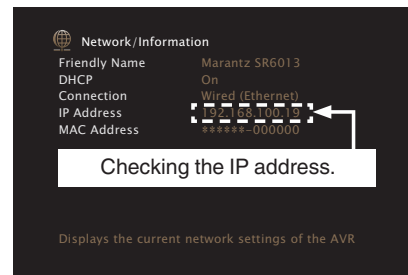 Network/Information
Friendly Name Marantz SR6013
DHCP On
Connection Wired (Ethernet)
IP Address 192.168.100.19
MAC Address ******-000000
Checking the IP address.
Displays the current network settings of the AVR